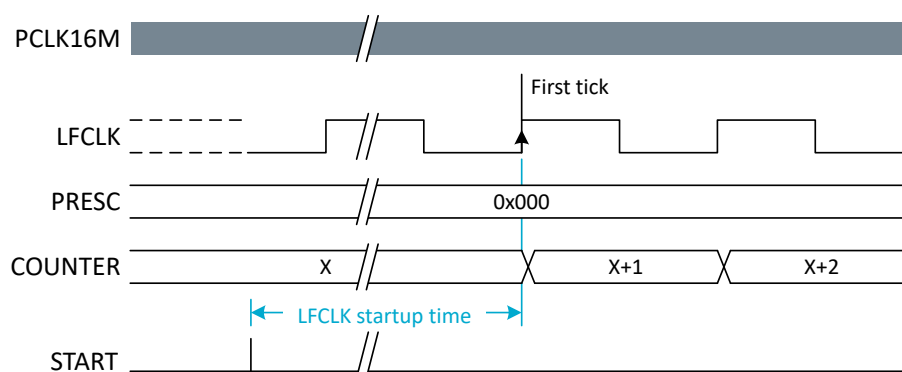 PCLK16M
First tick
LFCLK
PRESC
0x000
COUNTER
X
X+1
X+2
LFCLK startup time
START